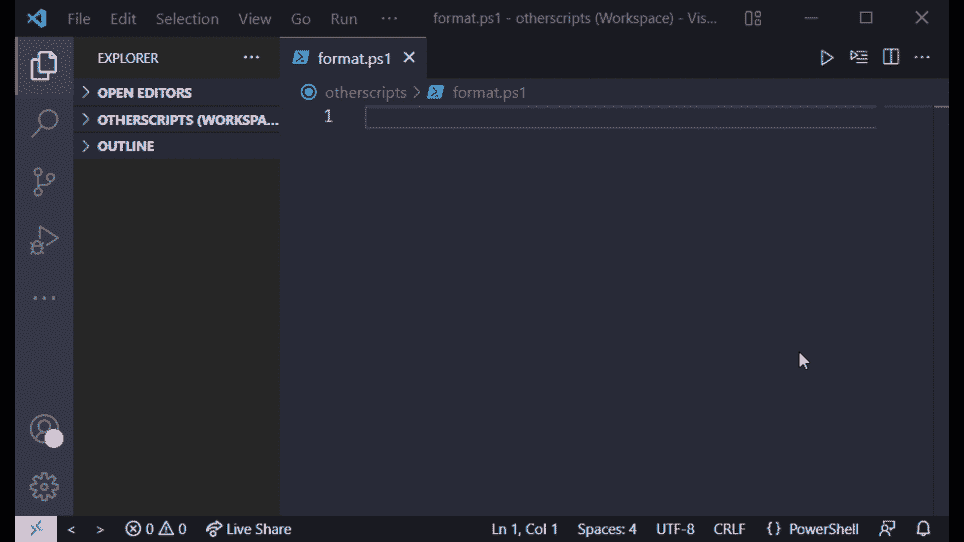 File Edit Selection View Go Run ··· format.ps1 - otherscripts (Workspace) - Vis...
EXPLORER ···
format.ps1
OPEN EDITORS
OTHERSCRIPTS (WORKSPA...
OUTLINE
otherscripts > format.ps1
1
0 0 Live Share Ln 1, Col 1 Spaces: 4 UTF-8 CRLF {} PowerShell